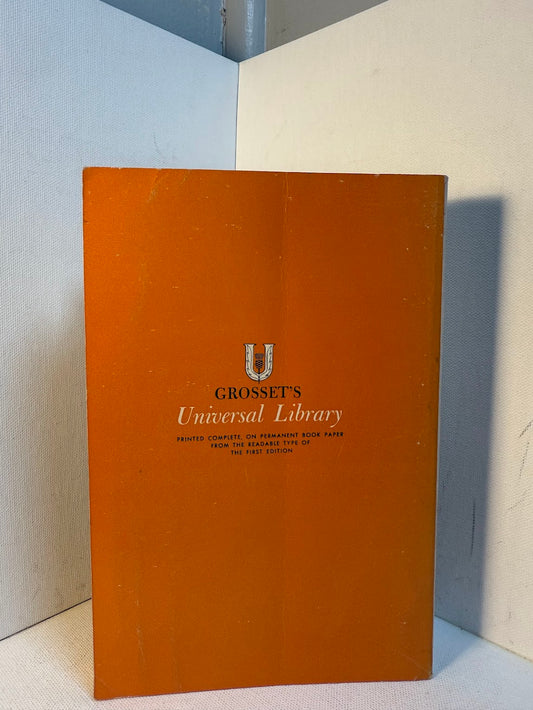 U
GROSSET'S
Universal Library
PRINTED COMPLETE, ON PERMANENT BOOK PAPER
FROM THE READABLE TYPE OF
THE FIRST EDITION